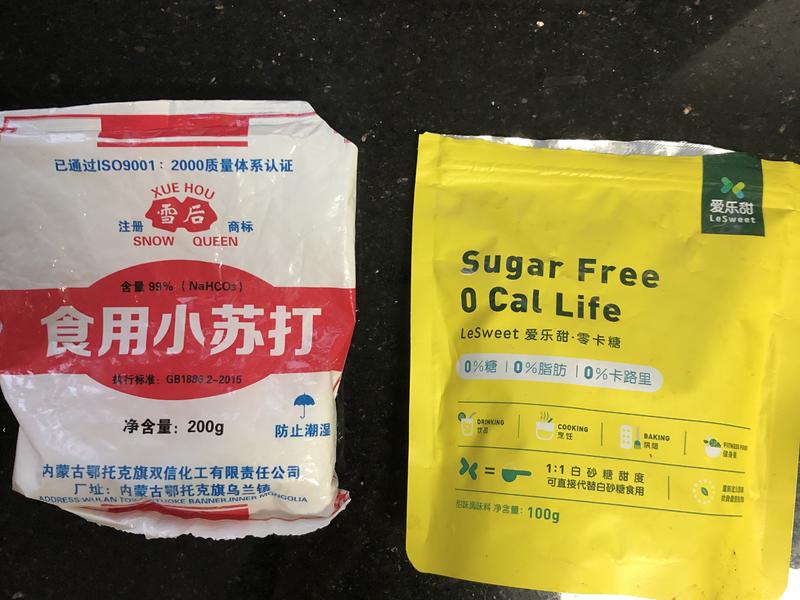 已通过ISO9001：2000质量体系认证
XUE HOU
注册 雪后 商标
SNOW QUEEN
含量 99%（NaHCO₃）
食用小苏打
执行标准：GB1886.2-2015
净含量：200g
防止潮湿
内蒙古鄂托克旗双信化工有限责任公司
厂址：内蒙古鄂托克旗乌兰镇
MONGOLIA
爱乐甜
LeSweet
Sugar Free
0 Cal Life
LeSweet 爱乐甜·零卡糖
0%糖 | 0%脂肪 | 0%卡路里
DRINKING
饮品
COOKING
烹饪
BAKING
烘焙
FITNESS FOOD
健身餐
= 1:1 白砂糖甜度
可直接代替白砂糖食用
调味料 净含量：100g